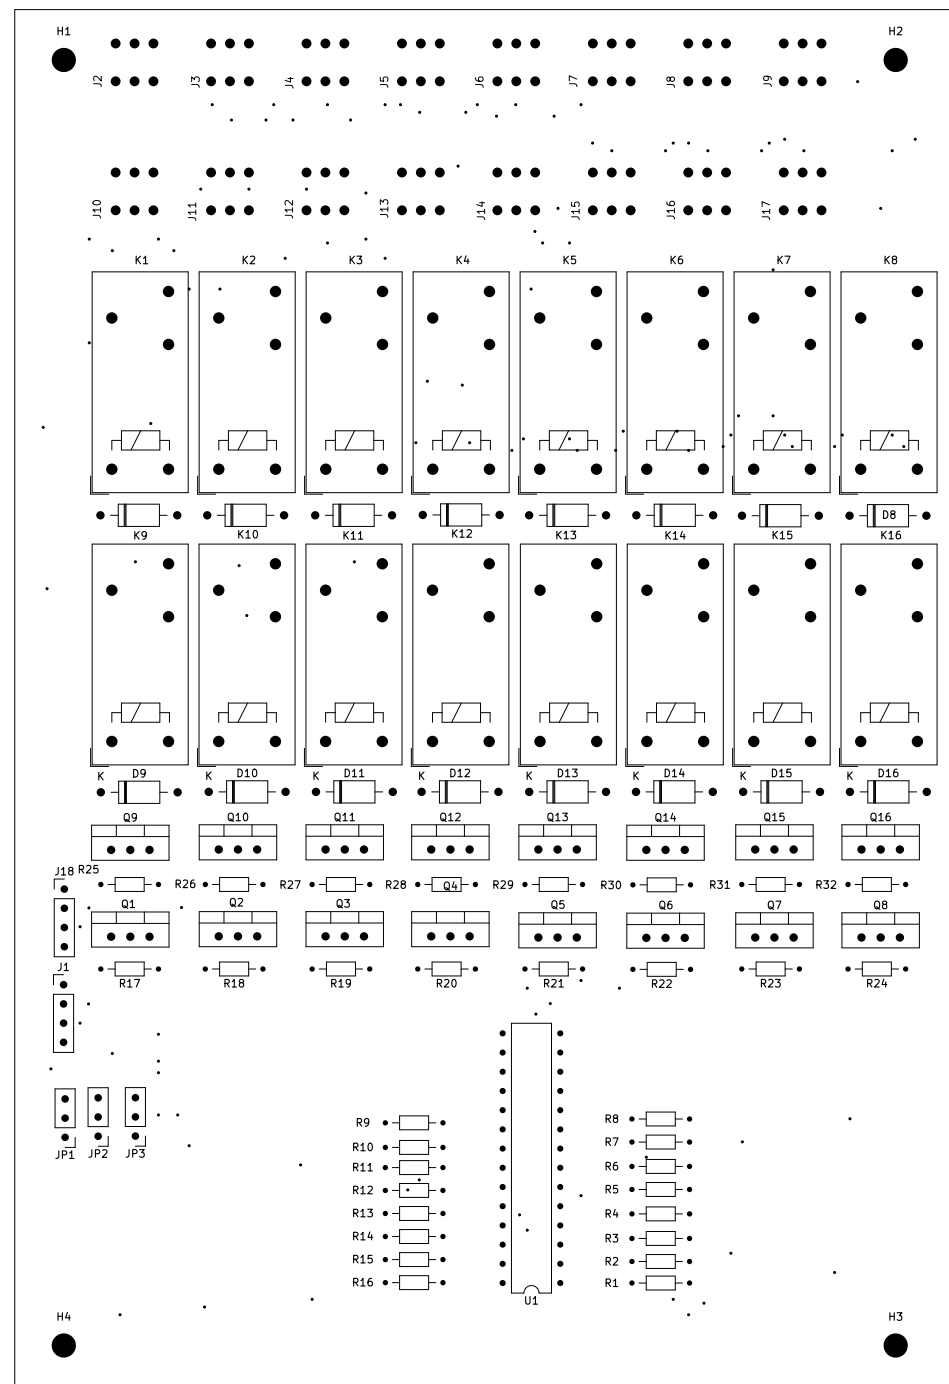 H1 H2
J2 J3 J4 J5 J6 J7 J8 J9
J10 J11 J12 J13 J14 J15 J16 J17
K1 K2 K3 K4 K5 K6 K7 K8
D8
K9 K10 K11 K12 K13 K14 K15 K16
K D9 K D10 K D11 K D12 K D13 K D14 K D15 K D16
Q9 Q10 Q11 Q12 Q13 Q14 Q15 Q16
J18 R25 R26 R27 R28 Q4 R29 R30 R31 R32
Q1 Q2 Q3 Q5 Q6 Q7 Q8
J1 R17 R18 R19 R20 R21 R22 R23 R24
JP1 JP2 JP3
R9 R8
R10 R7
R11 R6
R12 R5
R13 R4
R14 R3
R15 R2
R16 R1
U1
H4 H3